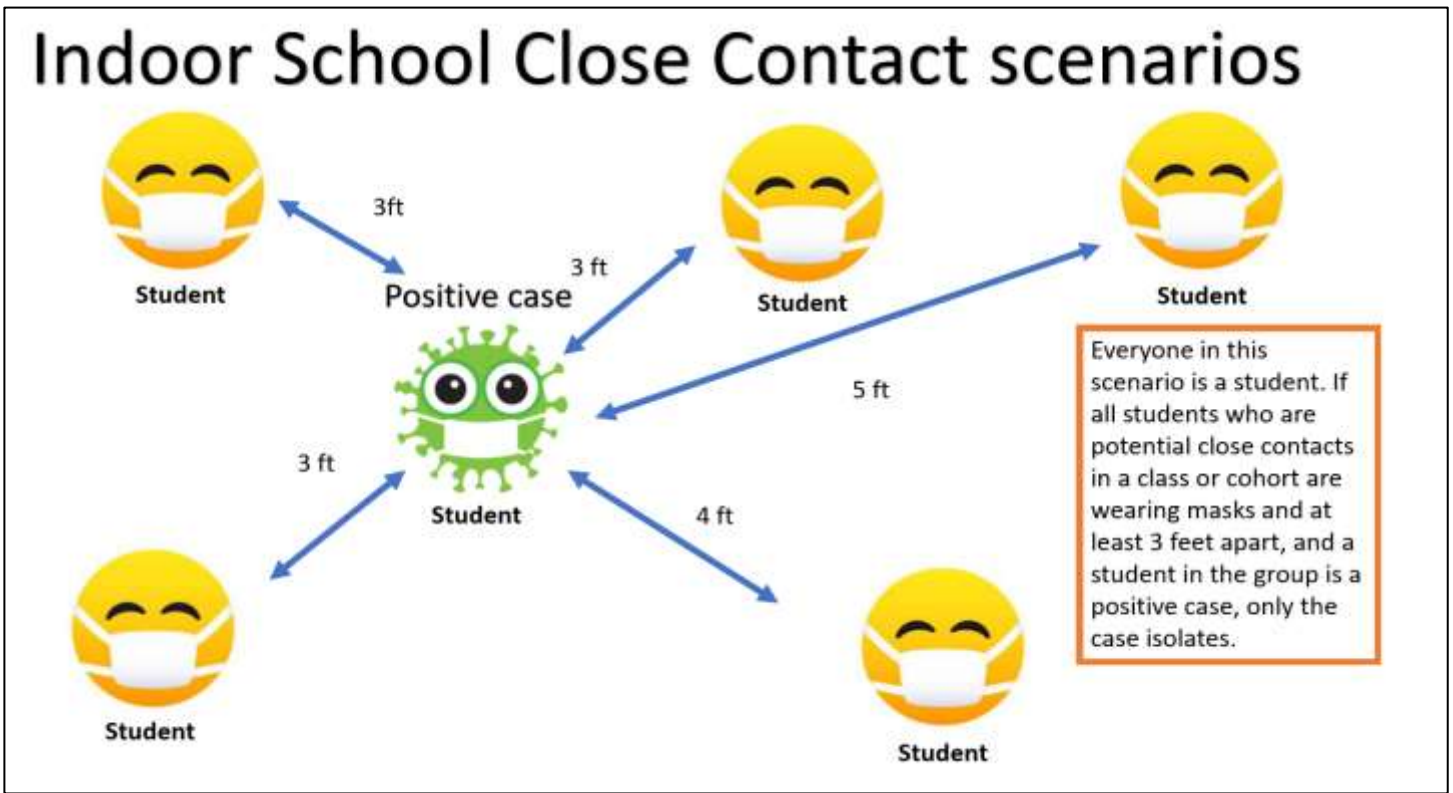 Indoor School Close Contact scenarios
3ft
Student
Positive case
3 ft
Student
Student
Student
5 ft
3 ft
4 ft
Student
Student
Everyone in this
scenario is a student. If
all students who are
potential close contacts
in a class or cohort are
wearing masks and at
least 3 feet apart, and a
student in the group is a
positive case, only the
case isolates.